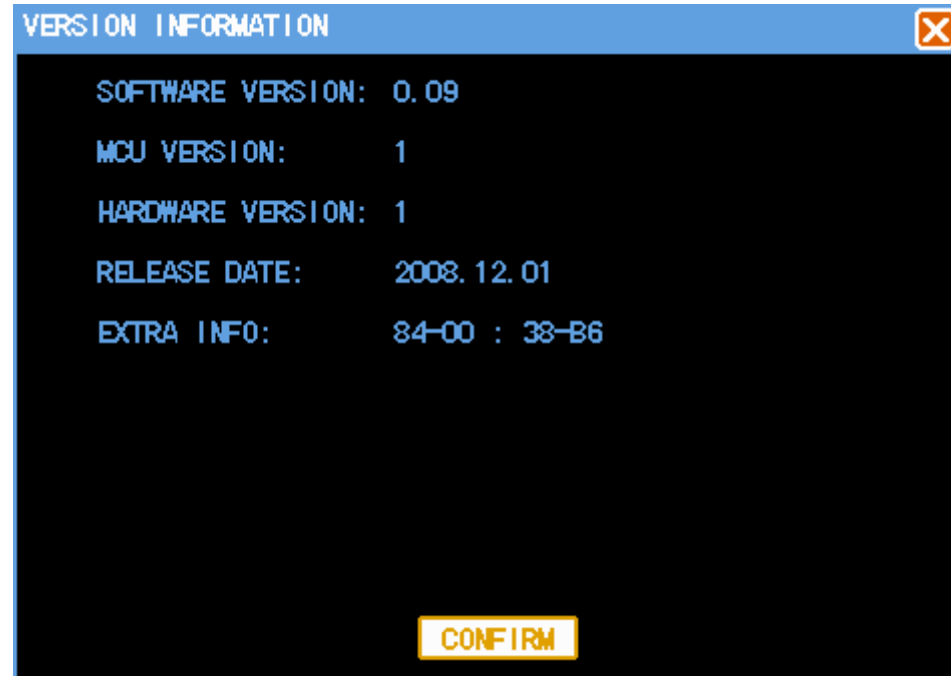 VERSION INFORMATION
SOFTWARE VERSION: 0.09
MCU VERSION: 1
HARDWARE VERSION: 1
RELEASE DATE: 2008.12.01
EXTRA INFO: 84-00 : 38-B6
CONFIRM